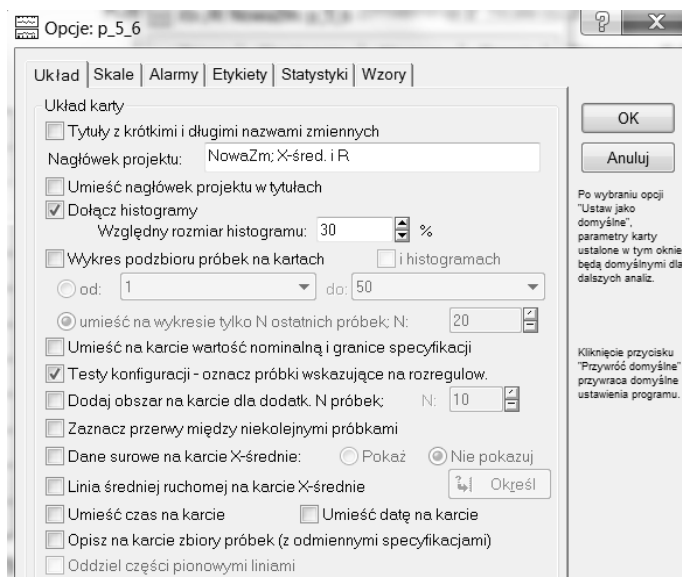 Opcje: p_5_6
Układ Skale Alarmy Etykiety Statystyki Wzory
Układ karty
Tytuły z krótkimi i długimi nazwami zmiennych
Nagłówek projektu: NowaZm; X-śred. i R
Umieść nagłówek projektu w tytułach
Dołącz histogramy
Względny rozmiar histogramu: 30 %
Wykres podzbioru próbek na kartach i histogramach
od: 1 do: 50
umieść na wykresie tylko N ostatnich próbek; N: 20
Umieść na karcie wartość nominalną i granice specyfikacji
Testy konfiguracji - oznacz próbki wskazujące na rozregulow.
Dodaj obszar na karcie dla dodatk. N próbek; N: 10
Zaznacz przerwy między niekolejnymi próbkami
Dane surowe na karcie X-średnie: Pokaż Nie pokazuj
Linia średniej ruchomej na karcie X-średnie Określ
Umieść czas na karcie Umieść datę na karcie
Opisz na karcie zbiory próbek (z odmiennymi specyfikacjami)
Oddziel części pionowymi liniami
OK
Anuluj
Po wybraniu opcji
"Ustaw jako
domyślne",
parametry karty
ustalone w tym oknie
będą domyślnymi dla
dalszych analiz.
Kliknięcie przycisku
"Przywróć domyślne"
przywraca domyślne
ustawienia programu.